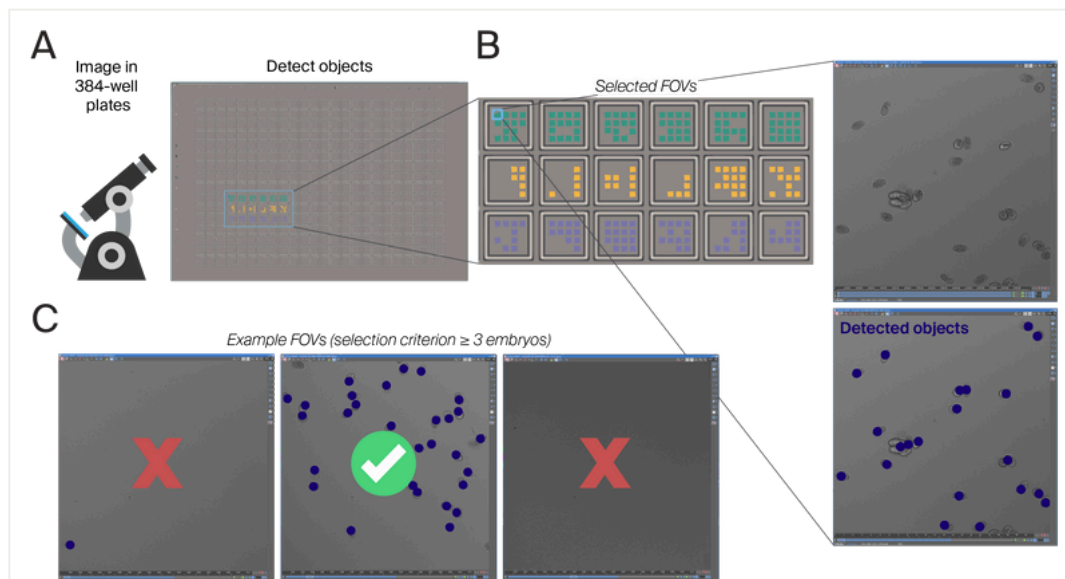 A
Image in
384-well
plates
Detect objects
B
Selected FOVs
Detected objects
C
Example FOVs (selection criterion ≥ 3 embryos)